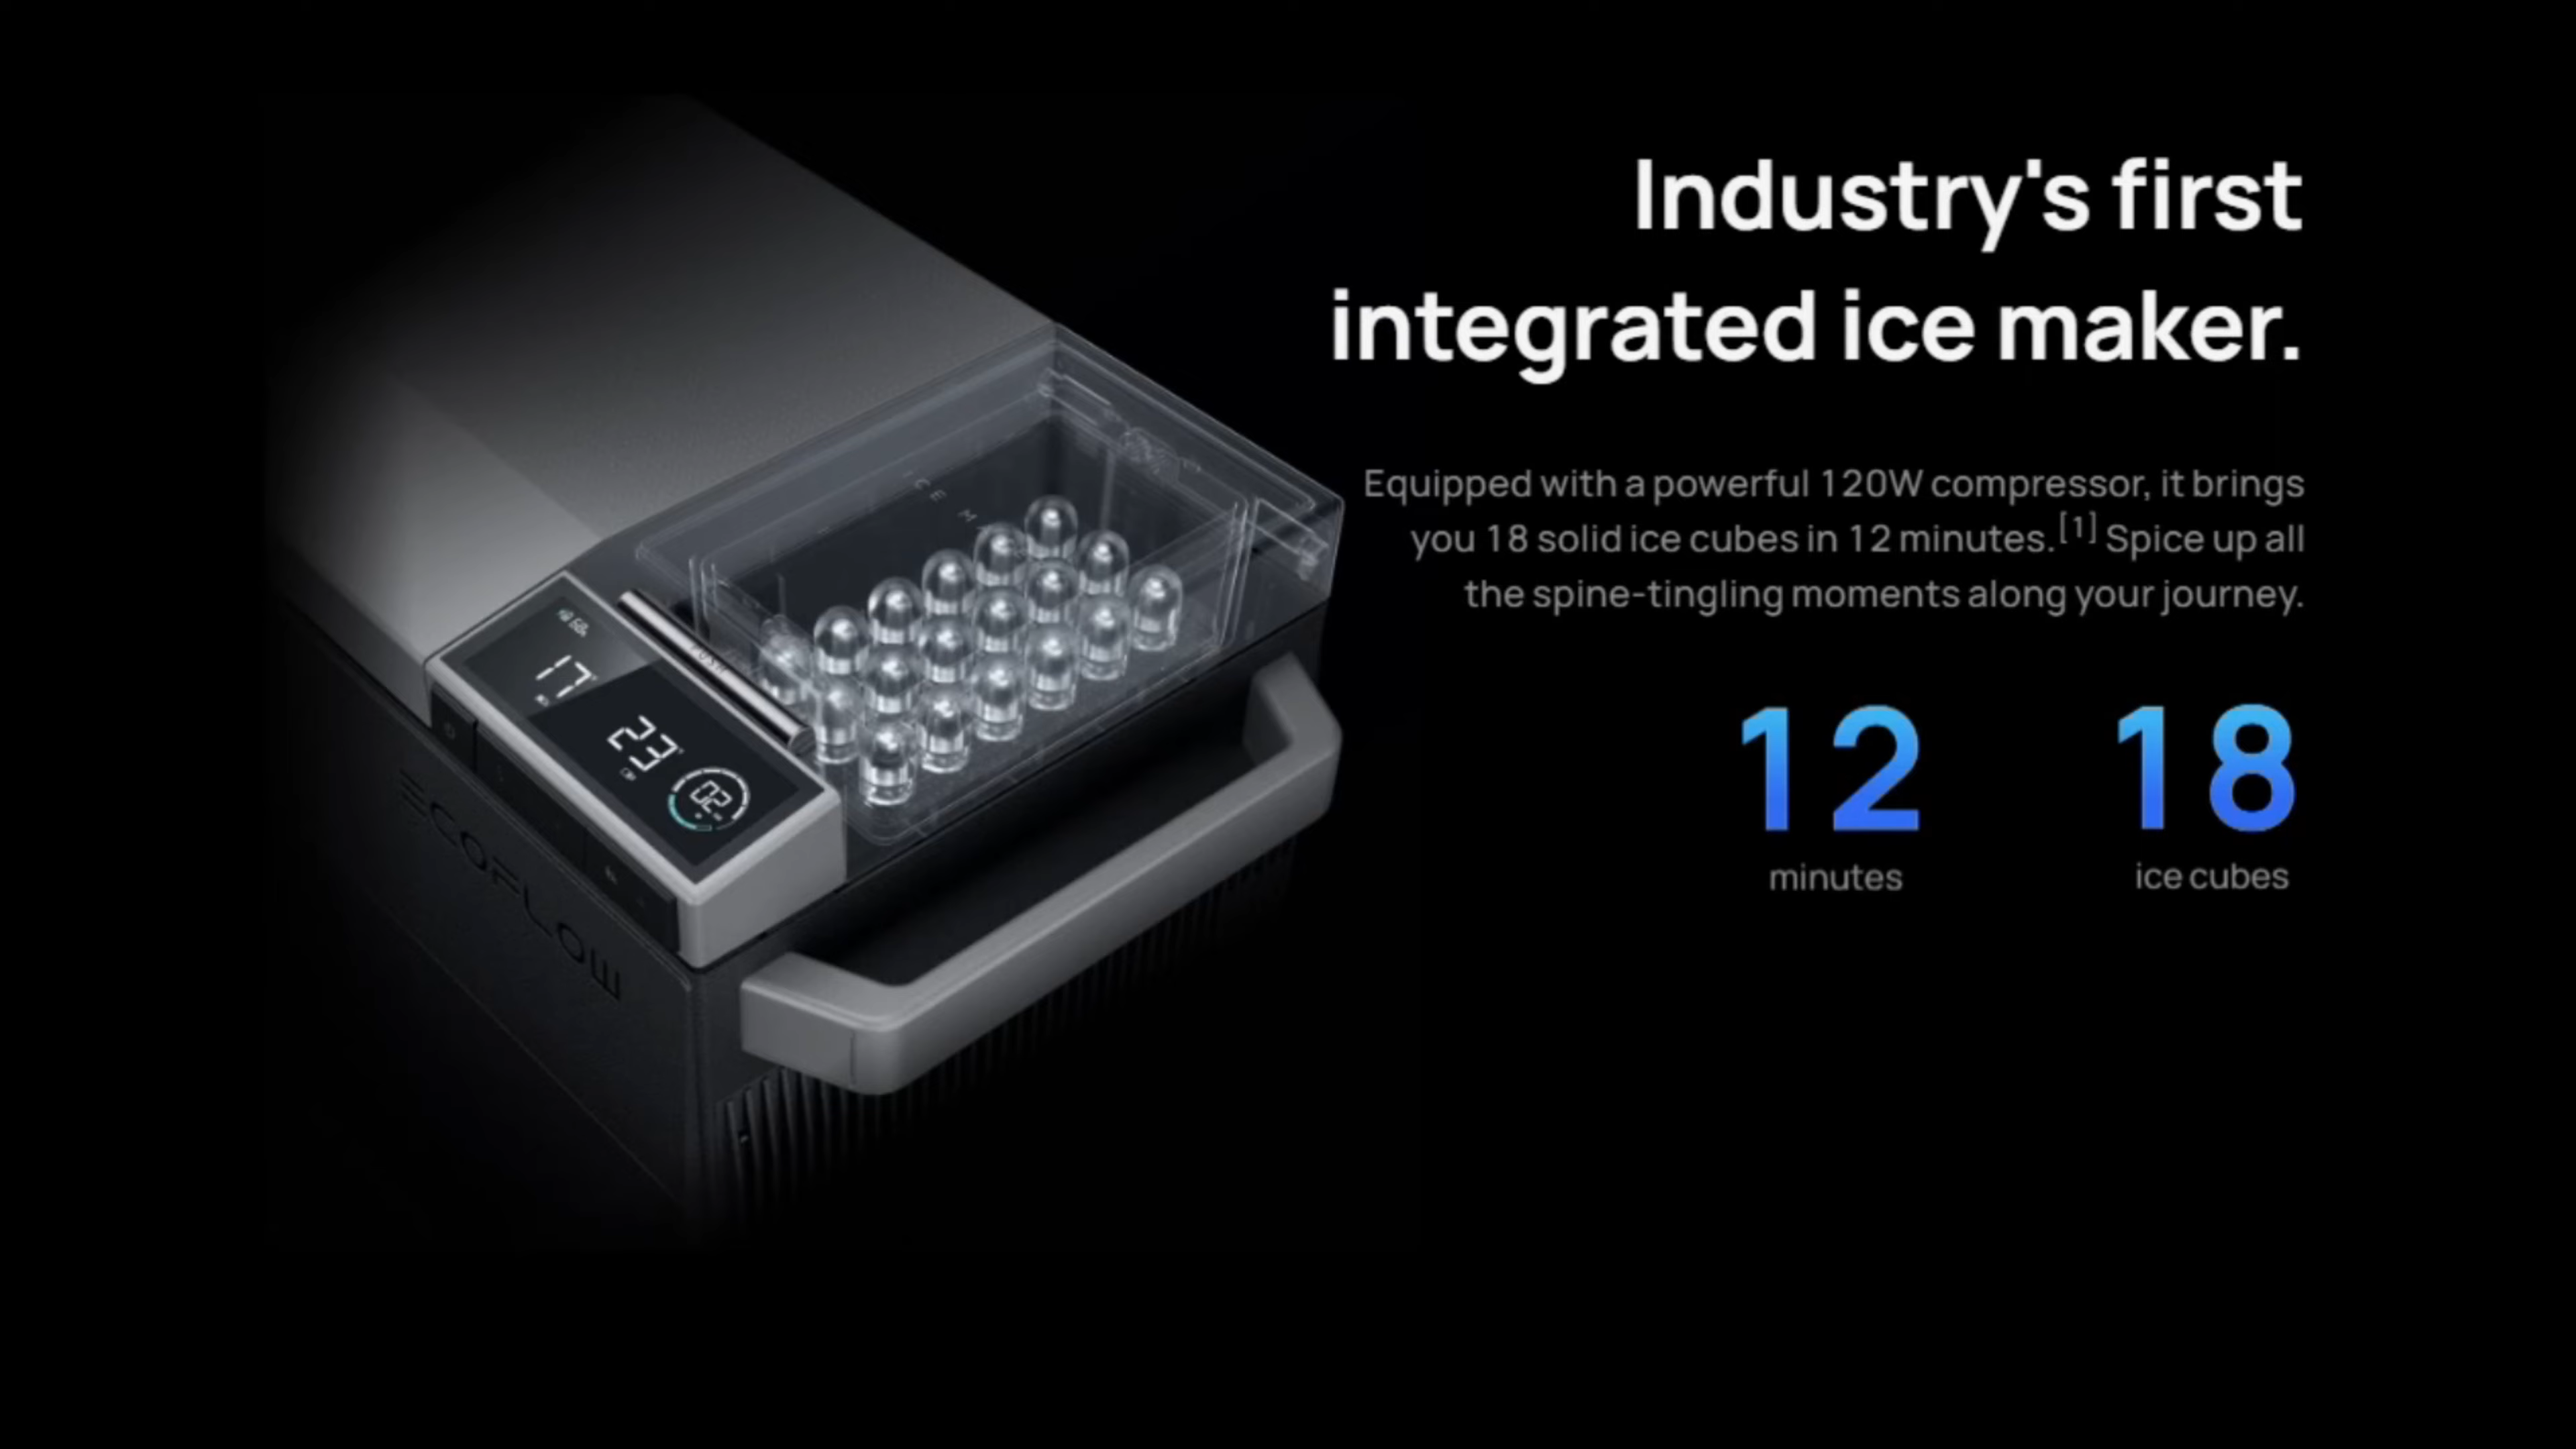 Industry's first
integrated ice maker.
Equipped with a powerful 120W compressor, it brings
you 18 solid ice cubes in 12 minutes.[1] Spice up all
the spine-tingling moments along your journey.
12
minutes
18
ice cubes
ICE M
17
23
02
ECOFLOW